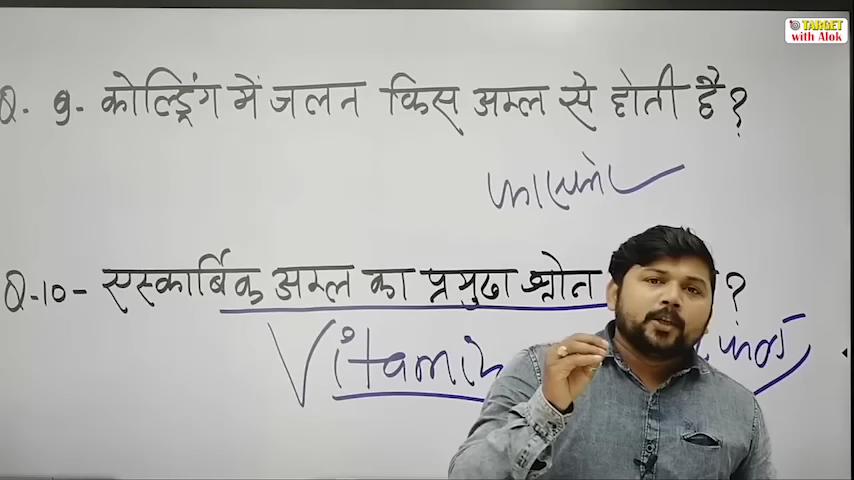 TARGET
with Alok
Q. 9. कोल्ड्रिंग में जलन किस अम्ल से होती है?
Q.10- एस्कार्बिक अम्ल का प्रमुख श्रोत ?
Vitamin